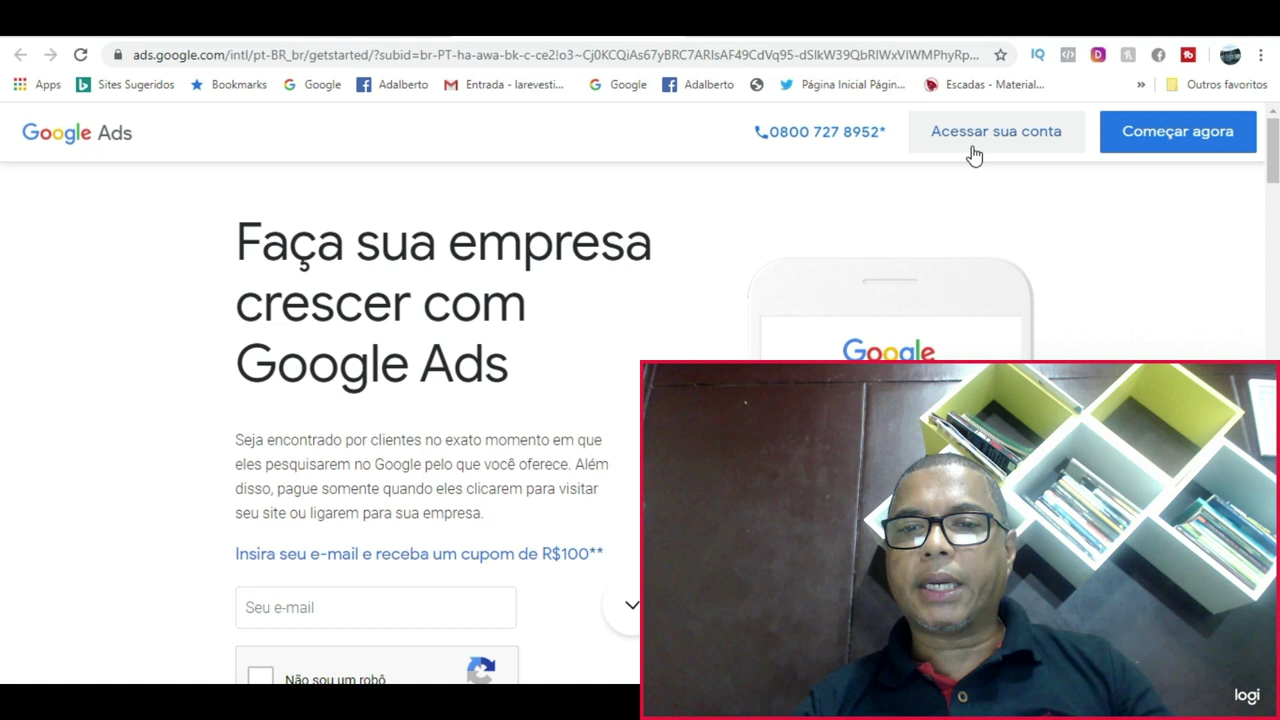 ads.google.com/intl/pt-BR_br/getstarted/?subid=br-PT-ha-awa-bk-c-ce2!o3~Cj0KCQiAs67yBRC7ARIsAF49CdVq95-dSIkW39QbRlWxVIWMPhyRp...
Apps Sites Sugeridos Bookmarks Google Adalberto Entrada - larevesti... Google Adalberto Página Inicial Págin... Escadas - Material... » Outros favoritos
Google Ads 0800 727 8952* Acessar sua conta Começar agora
Faça sua empresa
crescer com
Google Ads
Google
Seja encontrado por clientes no exato momento em que
eles pesquisarem no Google pelo que você oferece. Além
disso, pague somente quando eles clicarem para visitar
seu site ou ligarem para sua empresa.
Insira seu e-mail e receba um cupom de R$100**
Seu e-mail
Não sou um robô
logi